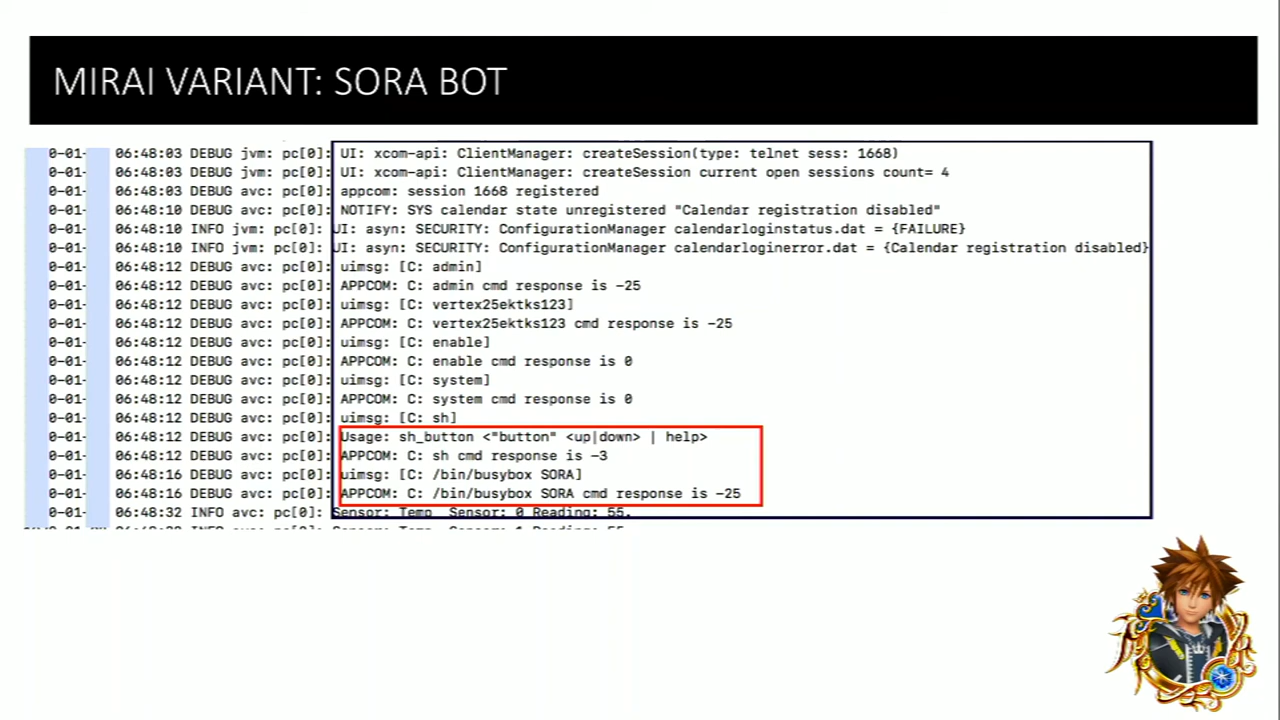 MIRAI VARIANT: SORA BOT
0-01- 06:48:03 DEBUG jvm: pc[0]: UI: xcom-api: ClientManager: createSession(type: telnet sess: 1668)
0-01- 06:48:03 DEBUG jvm: pc[0]: UI: xcom-api: ClientManager: createSession current open sessions count= 4
0-01- 06:48:03 DEBUG avc: pc[0]: appcom: session 1668 registered
0-01- 06:48:10 DEBUG avc: pc[0]: NOTIFY: SYS calendar state unregistered "Calendar registration disabled"
0-01- 06:48:10 INFO jvm: pc[0]: UI: asyn: SECURITY: ConfigurationManager calendarloginstatus.dat = {FAILURE}
0-01- 06:48:10 INFO jvm: pc[0]: UI: asyn: SECURITY: ConfigurationManager calendarloginerror.dat = {Calendar registration disabled}
0-01- 06:48:12 DEBUG avc: pc[0]: uimsg: [C: admin]
0-01- 06:48:12 DEBUG avc: pc[0]: APPCOM: C: admin cmd response is -25
0-01- 06:48:12 DEBUG avc: pc[0]: uimsg: [C: vertex25ektks123]
0-01- 06:48:12 DEBUG avc: pc[0]: APPCOM: C: vertex25ektks123 cmd response is -25
0-01- 06:48:12 DEBUG avc: pc[0]: uimsg: [C: enable]
0-01- 06:48:12 DEBUG avc: pc[0]: APPCOM: C: enable cmd response is 0
0-01- 06:48:12 DEBUG avc: pc[0]: uimsg: [C: system]
0-01- 06:48:12 DEBUG avc: pc[0]: APPCOM: C: system cmd response is 0
0-01- 06:48:12 DEBUG avc: pc[0]: uimsg: [C: sh]
0-01- 06:48:12 DEBUG avc: pc[0]: Usage: sh_button <"button" <up|down> | help>
0-01- 06:48:12 DEBUG avc: pc[0]: APPCOM: C: sh cmd response is -3
0-01- 06:48:16 DEBUG avc: pc[0]: uimsg: [C: /bin/busybox SORA]
0-01- 06:48:16 DEBUG avc: pc[0]: APPCOM: C: /bin/busybox SORA cmd response is -25
0-01- 06:48:32 INFO avc: pc[0]: Sensor: Temp Sensor: 0 Reading: 55.